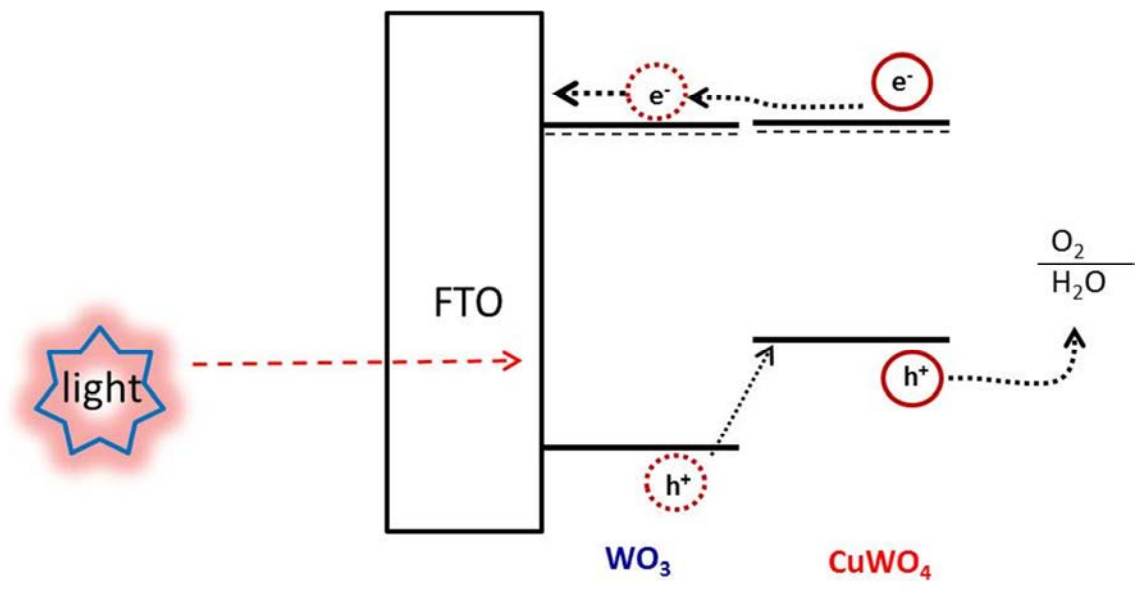 e⁻
e⁻
O₂
H₂O
FTO
light
h⁺
h⁺
WO₃
CuWO₄